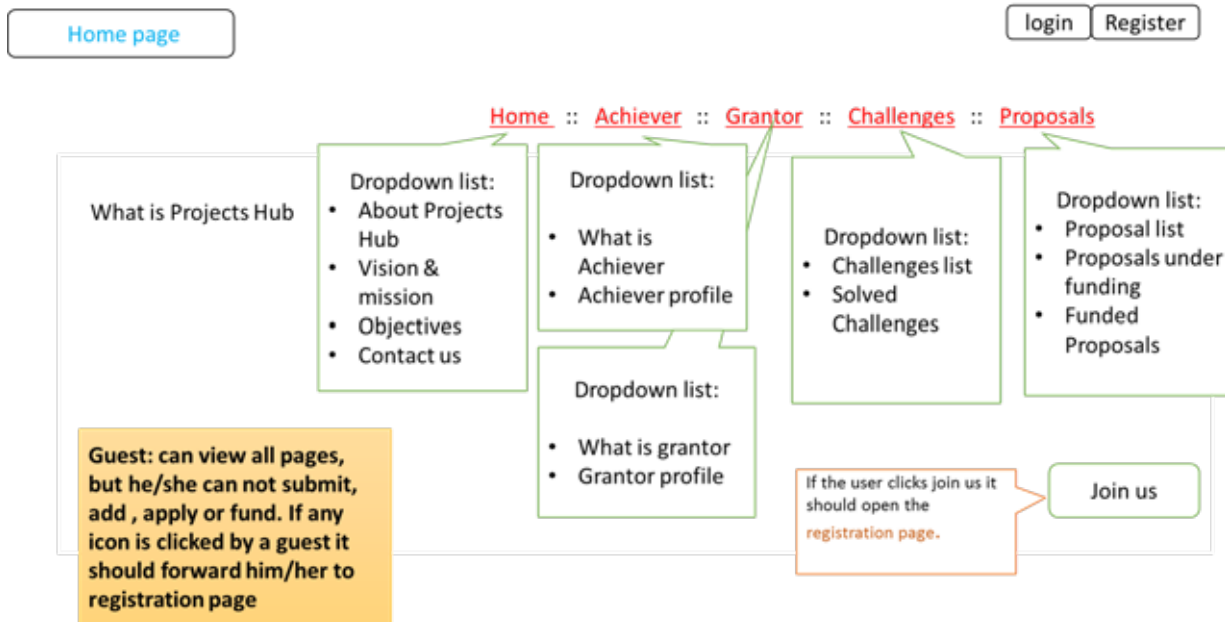 Home page
login
Register
Home :: Achiever :: Grantor :: Challenges :: Proposals
What is Projects Hub
Dropdown list:
• About Projects
Hub
• Vision &
mission
• Objectives
• Contact us
Dropdown list:
• What is
Achiever
• Achiever profile
Dropdown list:
• What is grantor
• Grantor profile
Dropdown list:
• Challenges list
• Solved
Challenges
Dropdown list:
• Proposal list
• Proposals under
funding
• Funded
Proposals
Guest: can view all pages,
but he/she can not submit,
add , apply or fund. If any
icon is clicked by a guest it
should forward him/her to
registration page
If the user clicks join us it
should open the
registration page.
Join us